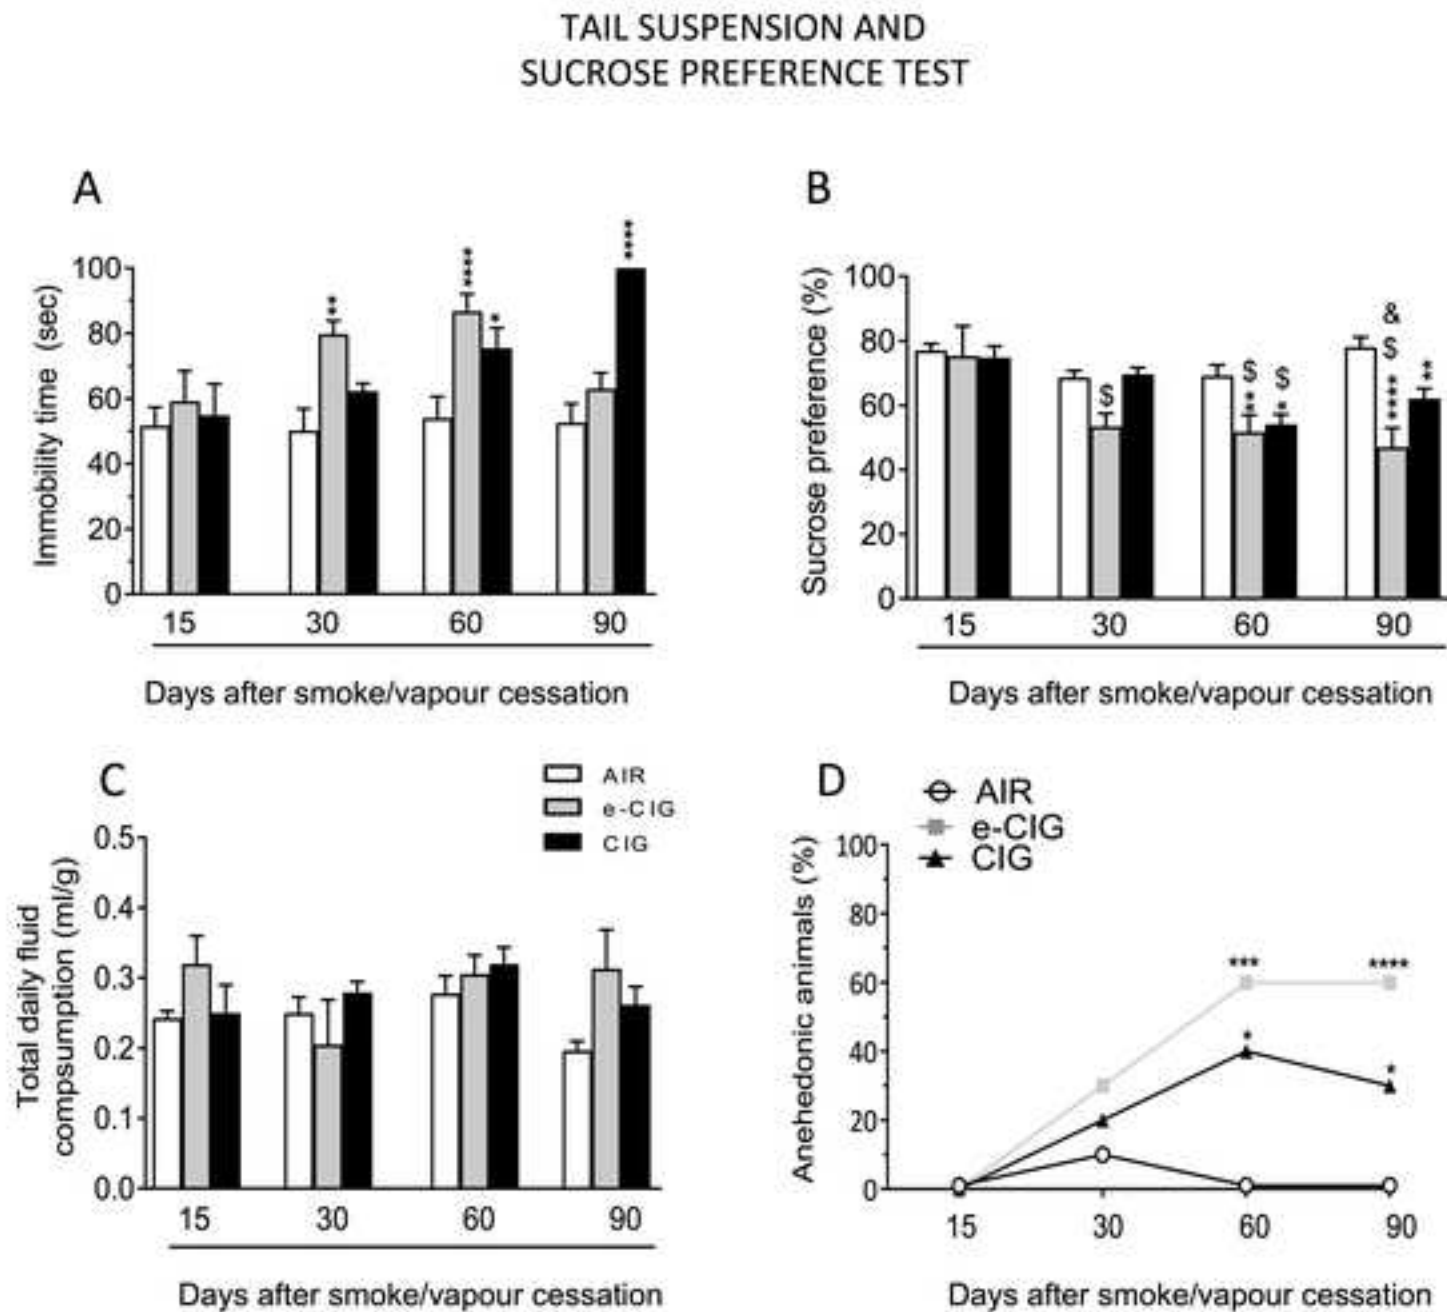 TAIL SUSPENSION AND
SUCROSE PREFERENCE TEST
A
Immobility time (sec)
100
80
60
40
20
0
**
****
*
****
15 30 60 90
Days after smoke/vapour cessation
B
Sucrose preference (%)
100
80
60
40
20
0
$
$
**
$
*
&
$
****
**
15 30 60 90
Days after smoke/vapour cessation
C
AIR
e-CIG
CIG
Total daily fluid
compsumption (ml/g)
0.5
0.4
0.3
0.2
0.1
0.0
15 30 60 90
Days after smoke/vapour cessation
D
AIR
e-CIG
CIG
Anehedonic animals (%)
100
80
60
40
20
0
***
****
*
*
15 30 60 90
Days after smoke/vapour cessation